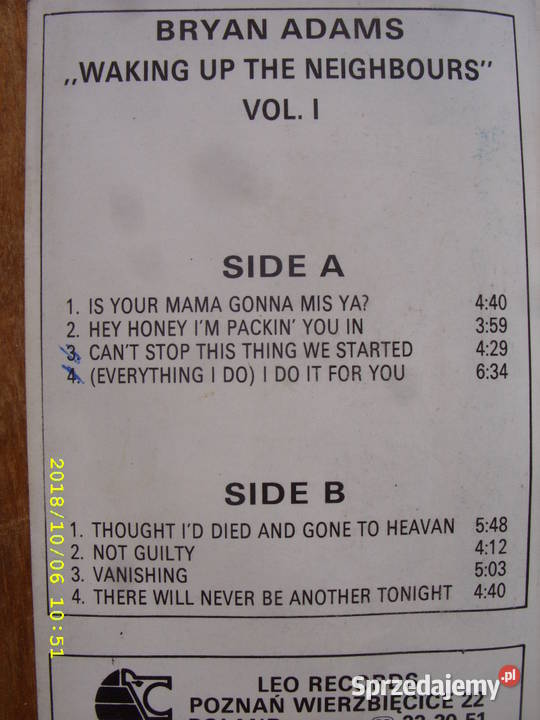 BRYAN ADAMS
„WAKING UP THE NEIGHBOURS”
VOL. I
SIDE A
1. IS YOUR MAMA GONNA MIS YA? 4:40
2. HEY HONEY I'M PACKIN' YOU IN 3:59
3. CAN'T STOP THIS THING WE STARTED 4:29
4. (EVERYTHING I DO) I DO IT FOR YOU 6:34
SIDE B
1. THOUGHT I'D DIED AND GONE TO HEAVAN 5:48
2. NOT GUILTY 4:12
3. VANISHING 5:03
4. THERE WILL NEVER BE ANOTHER TONIGHT 4:40
LEO RECORDS
POZNAŃ WIERZBIĘCICE 22
POLAND
2018/10/06 10:51
Sprzedajemy.pl